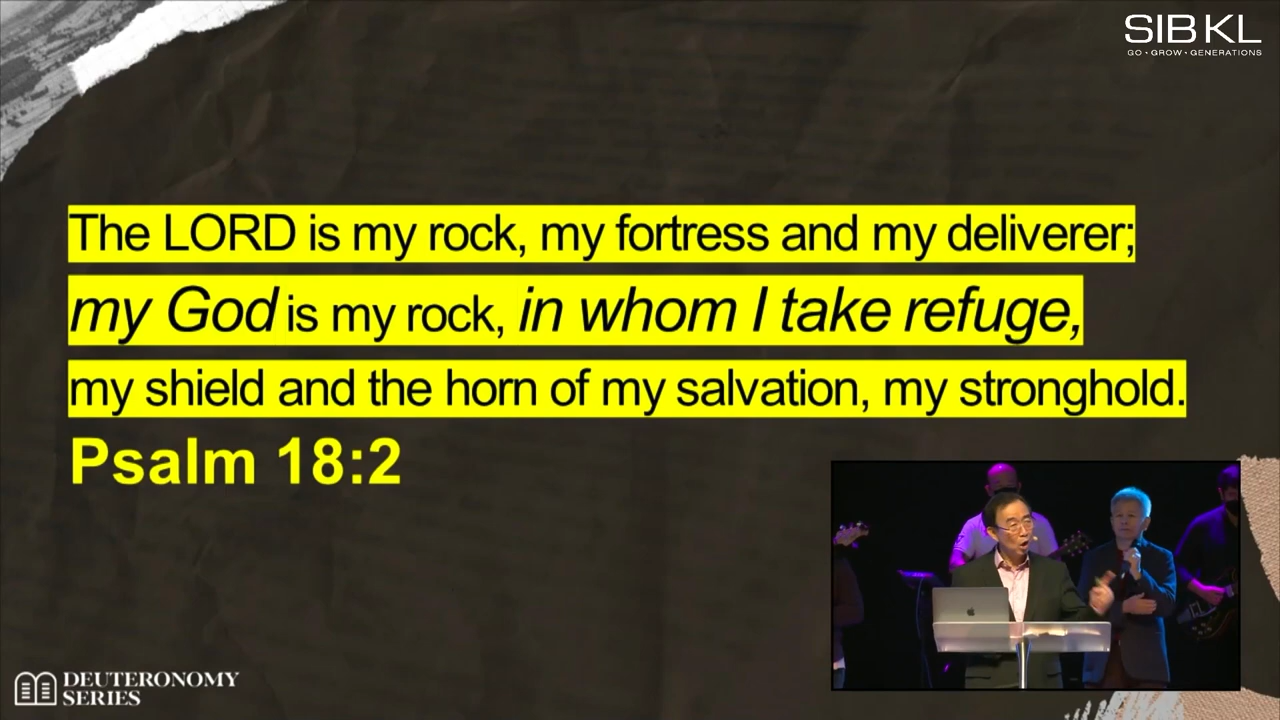 SIBKL
GO • GROW • GENERATIONS
The LORD is my rock, my fortress and my deliverer;
my God is my rock, in whom I take refuge,
my shield and the horn of my salvation, my stronghold.
Psalm 18:2
DEUTERONOMY
SERIES